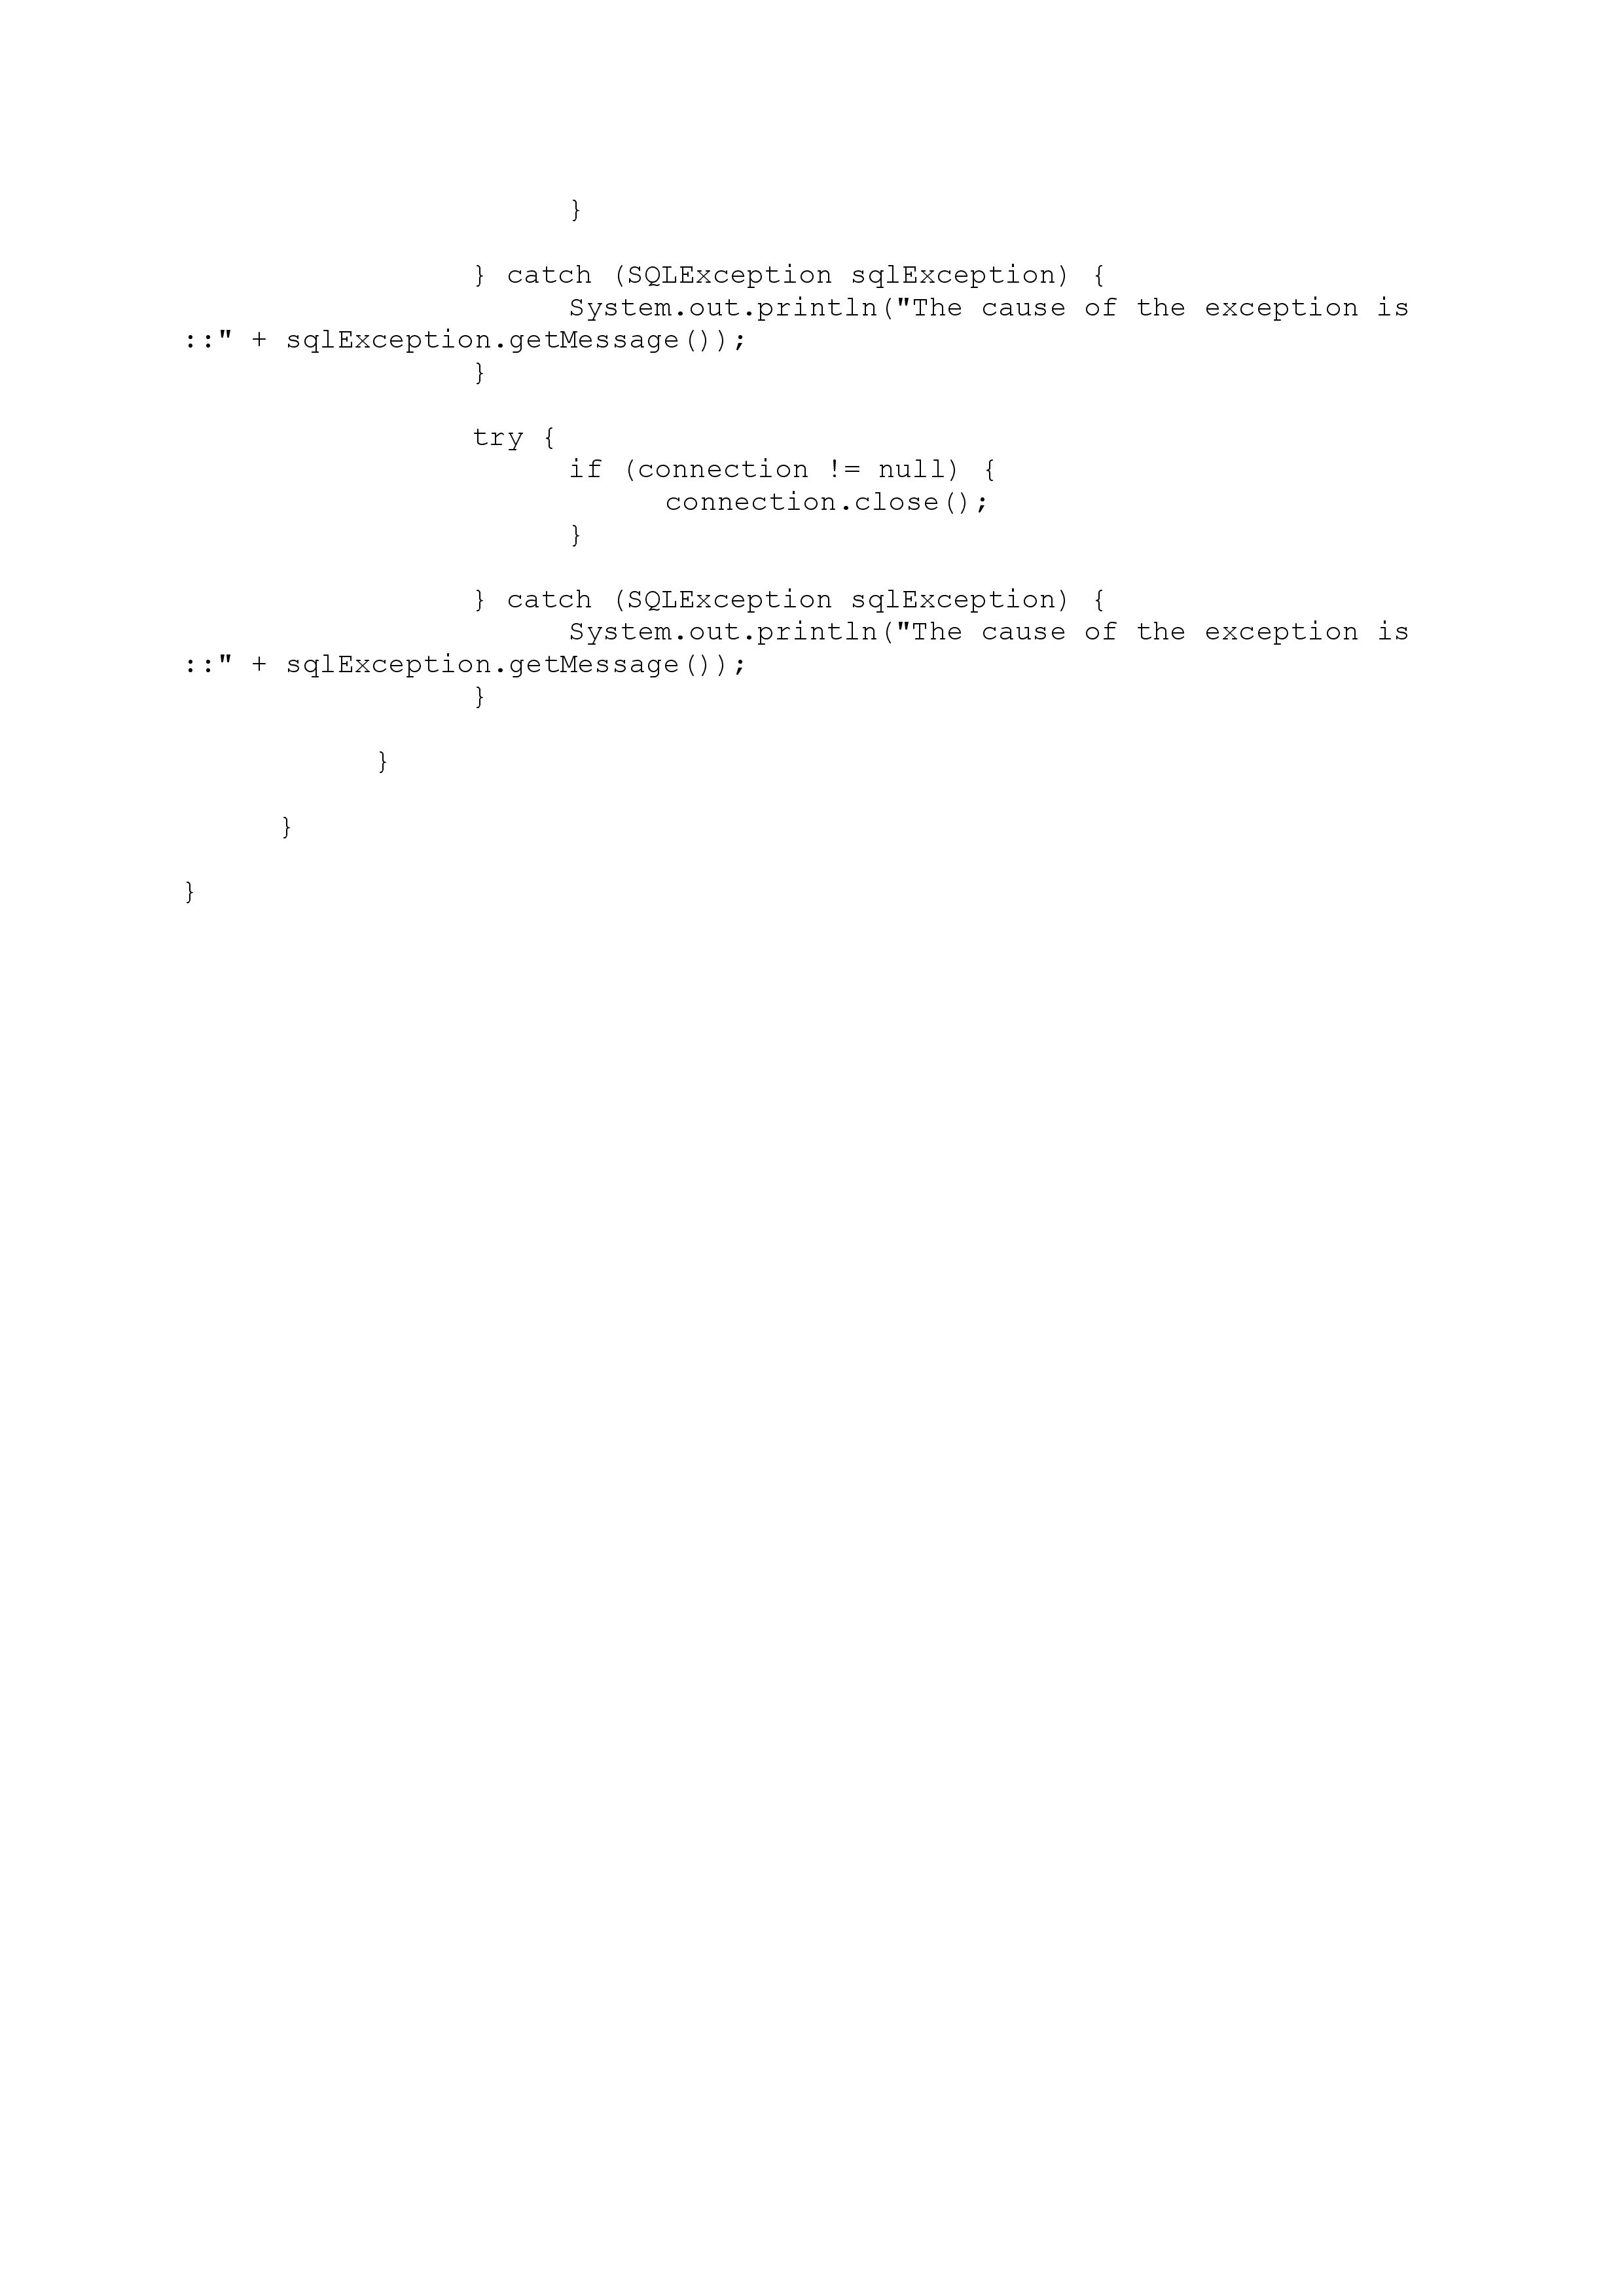 }
} catch (SQLException sqlException) {
System.out.println("The cause of the exception is
::" + sqlException.getMessage());
}
try {
if (connection != null) {
connection.close();
}
} catch (SQLException sqlException) {
System.out.println("The cause of the exception is
::" + sqlException.getMessage());
}
}
}
}